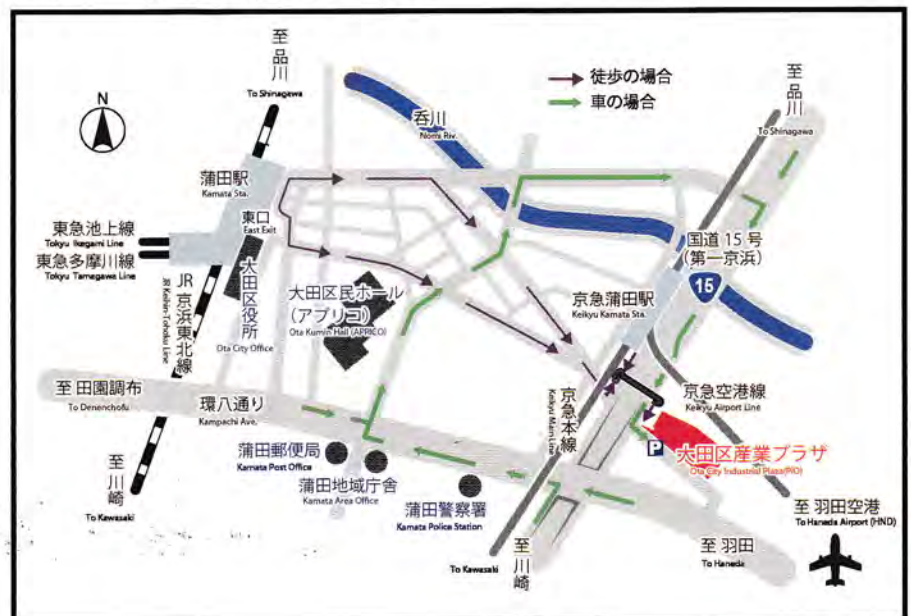 至品川
To Shinagawa
N
徒歩の場合
車の場合
至品川
To Shinagawa
呑川
Nomi Riv.
蒲田駅
Kamata Sta.
東口
East Exit
東急池上線
Tokyu Ikegami Line
東急多摩川線
Tokyu Tamagawa Line
JR京浜東北線
JR Keihin-Tohoku Line
大田区役所
Ota City Office
大田区民ホール
（アプリコ）
Ota Kumin Hall (APRICO)
国道15号
（第一京浜）
15
京急蒲田駅
Keikyu Kamata Sta.
京急空港線
Keikyu Airport Line
京急本線
Keikyu Main Line
至 田園調布
To Denenchofu
環八通り
Kampachi Ave.
P
大田区産業プラザ
Ota City Industrial Plaza(PiO)
蒲田郵便局
Kamata Post Office
蒲田地域庁舎
Kamata Area Office
蒲田警察署
Kamata Police Station
至川崎
To Kawasaki
至川崎
To Kawasaki
至 羽田
To Haneda
至 羽田空港
To Haneda Airport (HND)